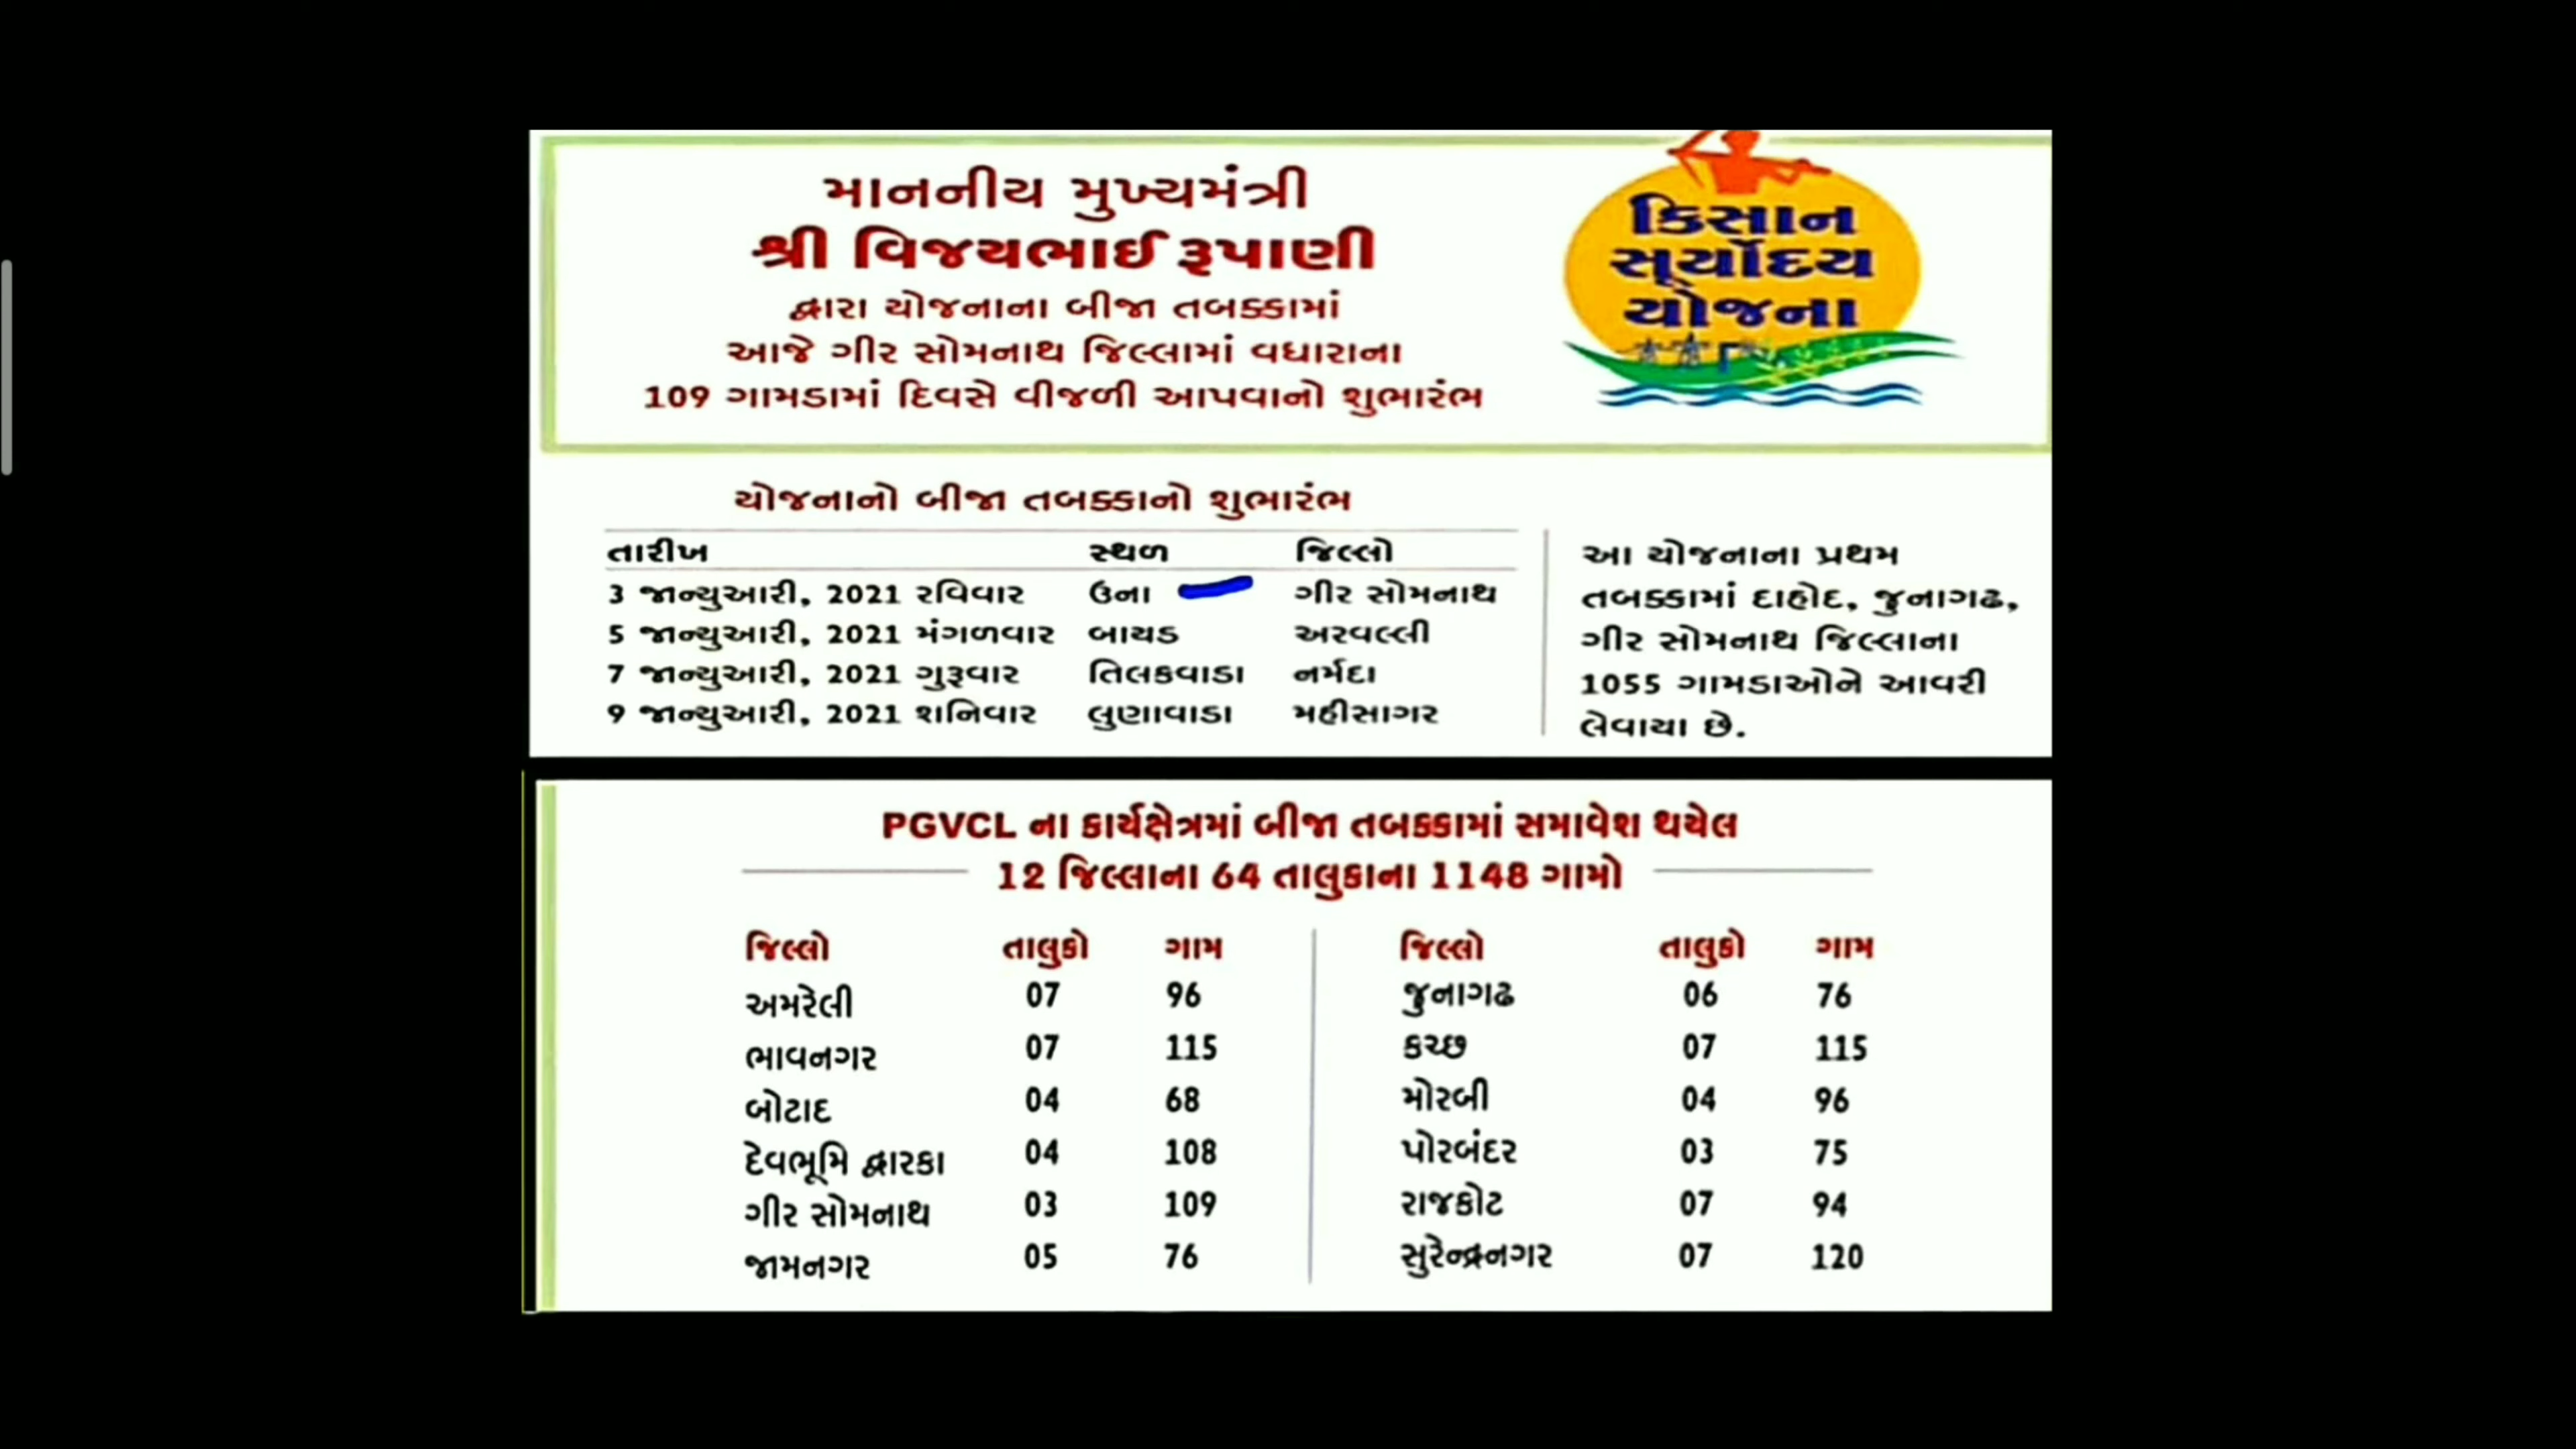 માનનીય મુખ્યમંત્રી
શ્રી વિજયભાઈ રૂપાણી
દ્વારા યોજનાના બીજા તબક્કામાં
આજે ગીર સોમનાથ જિલ્લામાં વધારાના
109 ગામડામાં દિવસે વીજળી આપવાનો શુભારંભ
કિસાન
સૂર્યોદય
યોજના
યોજનાનો બીજા તબક્કાનો શુભારંભ
તારીખ સ્થળ જિલ્લો
3 જાન્યુઆરી, 2021 રવિવાર ઉના ગીર સોમનાથ
5 જાન્યુઆરી, 2021 મંગળવાર બાયડ અરવલ્લી
7 જાન્યુઆરી, 2021 ગુરૂવાર તિલકવાડા નર્મદા
9 જાન્યુઆરી, 2021 શનિવાર લુણાવાડા મહીસાગર
આ યોજનાના પ્રથમ
તબક્કામાં દાહોદ, જુનાગઢ,
ગીર સોમનાથ જિલ્લાના
1055 ગામડાઓને આવરી
લેવાયા છે.
PGVCL ના કાર્યક્ષેત્રમાં બીજા તબક્કામાં સમાવેશ થયેલ
12 જિલ્લાના 64 તાલુકાના 1148 ગામો
જિલ્લો તાલુકો ગામ
અમરેલી 07 96
ભાવનગર 07 115
બોટાદ 04 68
દેવભૂમિ દ્વારકા 04 108
ગીર સોમનાથ 03 109
જામનગર 05 76
જિલ્લો તાલુકો ગામ
જુનાગઢ 06 76
કચ્છ 07 115
મોરબી 04 96
પોરબંદર 03 75
રાજકોટ 07 94
સુરેન્દ્રનગર 07 120